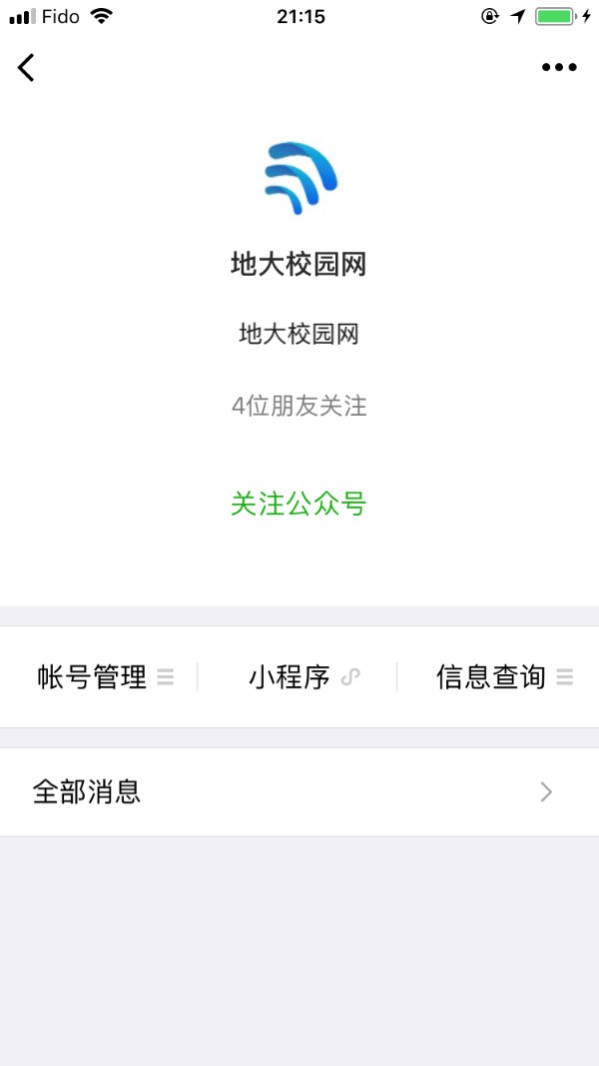 Fido 21:15
地大校园网
地大校园网
4位朋友关注
关注公众号
帐号管理 小程序 信息查询
全部消息